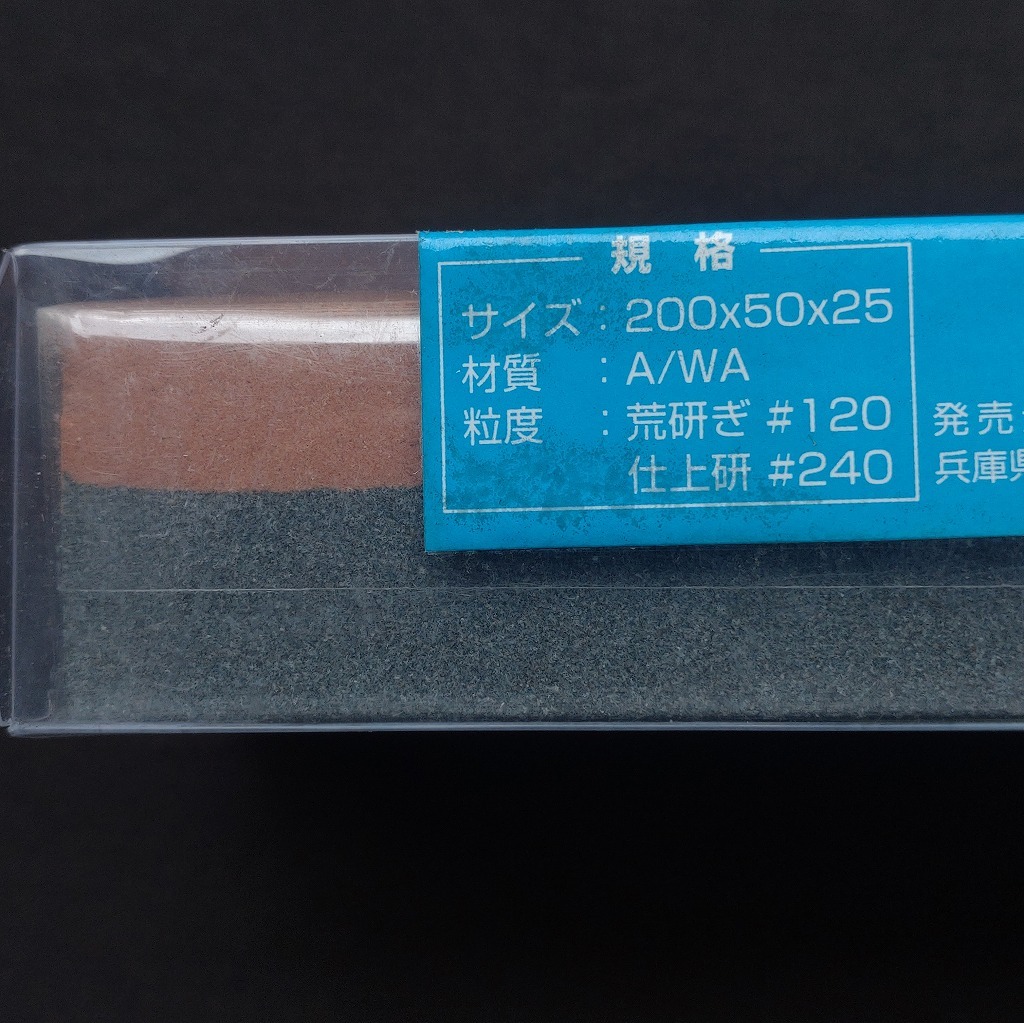 規格
サイズ：200x50x25
材質：A/WA
粒度：荒研ぎ #120
仕上研 #240
発売
兵庫県